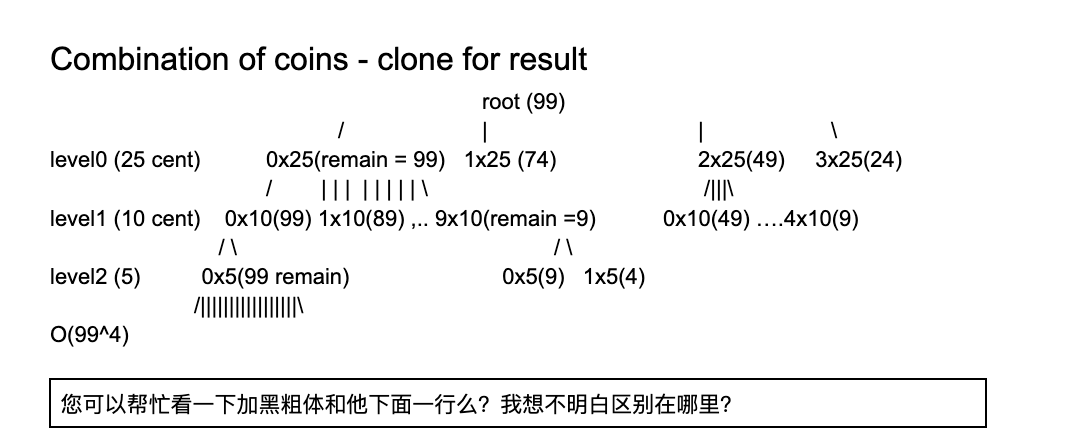 Combination of coins - clone for result
root (99)
/ | | \
level0 (25 cent) 0x25(remain = 99) 1x25 (74) 2x25(49) 3x25(24)
/ ||| |||||\ /|||\
level1 (10 cent) 0x10(99) 1x10(89) ,.. 9x10(remain =9) 0x10(49) ….4x10(9)
/ \ / \
level2 (5) 0x5(99 remain) 0x5(9) 1x5(4)
/||||||||||||||||||\
O(99^4)
您可以帮忙看一下加黑粗体和他下面一行么？我想不明白区别在哪里？